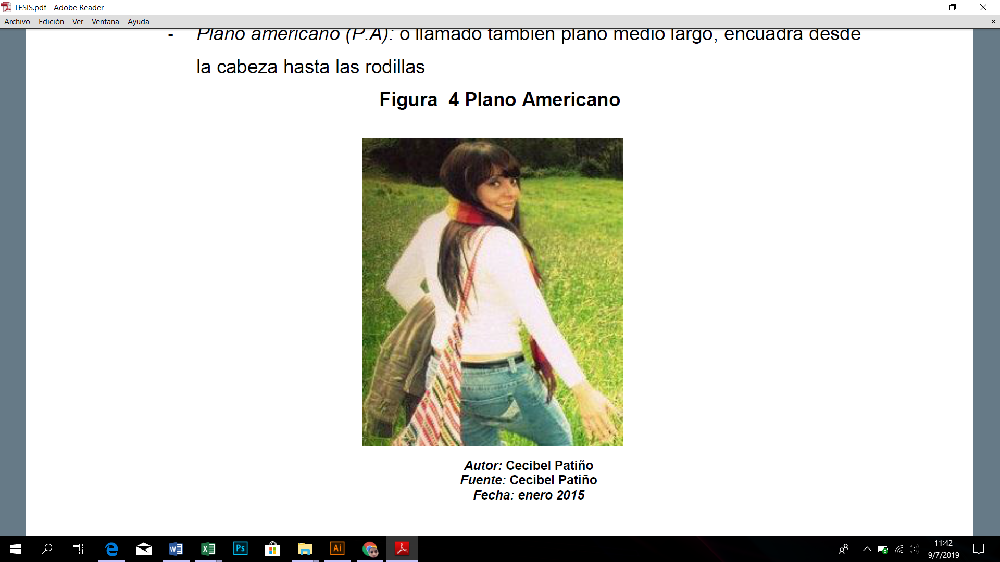 TESIS.pdf - Adobe Reader
Archivo Edición Ver Ventana Ayuda
- Plano americano (P.A): o llamado también plano medio largo, encuadra desde
la cabeza hasta las rodillas
Figura 4 Plano Americano
Autor: Cecibel Patiño
Fuente: Cecibel Patiño
Fecha: enero 2015
Ps
Ai
11:42
9/7/2019